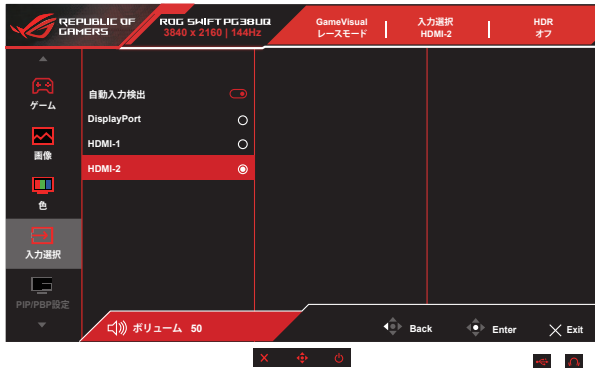 REPUBLIC OF
GAMERS
ROG SWIFT PG38UQ
3840 x 2160 | 144Hz
GameVisual
レースモード
入力選択
HDMI-2
HDR
オフ
ゲーム
画像
色
入力選択
PIP/PBP設定
自動入力検出
DisplayPort
HDMI-1
HDMI-2
ボリューム 50
Back
Enter
Exit